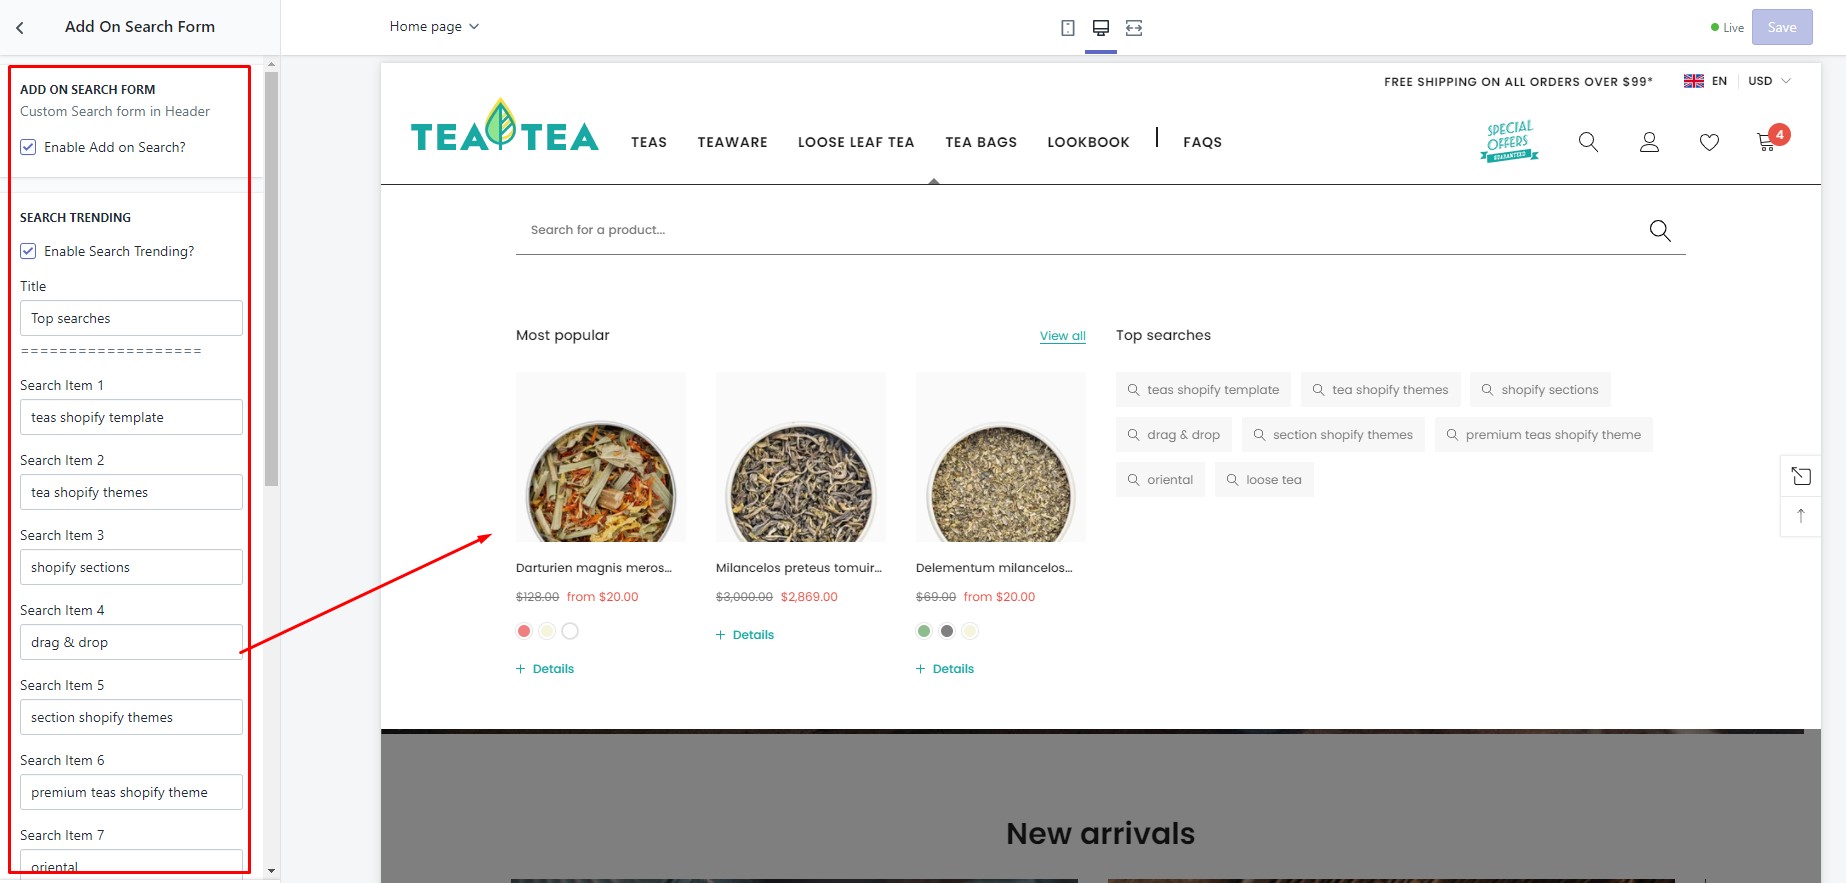 Add On Search Form
Home page
Live
Save
ADD ON SEARCH FORM
Custom Search form in Header
Enable Add on Search?
SEARCH TRENDING
Enable Search Trending?
Title
Top searches
===================
Search Item 1
teas shopify template
Search Item 2
tea shopify themes
Search Item 3
shopify sections
Search Item 4
drag & drop
Search Item 5
section shopify themes
Search Item 6
premium teas shopify theme
Search Item 7
oriental
FREE SHIPPING ON ALL ORDERS OVER $99*
EN
USD
TEA TEA
TEAS
TEAWARE
LOOSE LEAF TEA
TEA BAGS
LOOKBOOK
FAQS
SPECIAL
OFFERS
GUARANTEED
4
Search for a product...
Most popular
View all
Top searches
teas shopify template
tea shopify themes
shopify sections
drag & drop
section shopify themes
premium teas shopify theme
oriental
loose tea
Darturien magnis meros...
$128.00 from $20.00
+ Details
Milancelos preteus tomuir...
$3,000.00 $2,869.00
+ Details
Delementum milancelos...
$69.00 from $20.00
+ Details
New arrivals